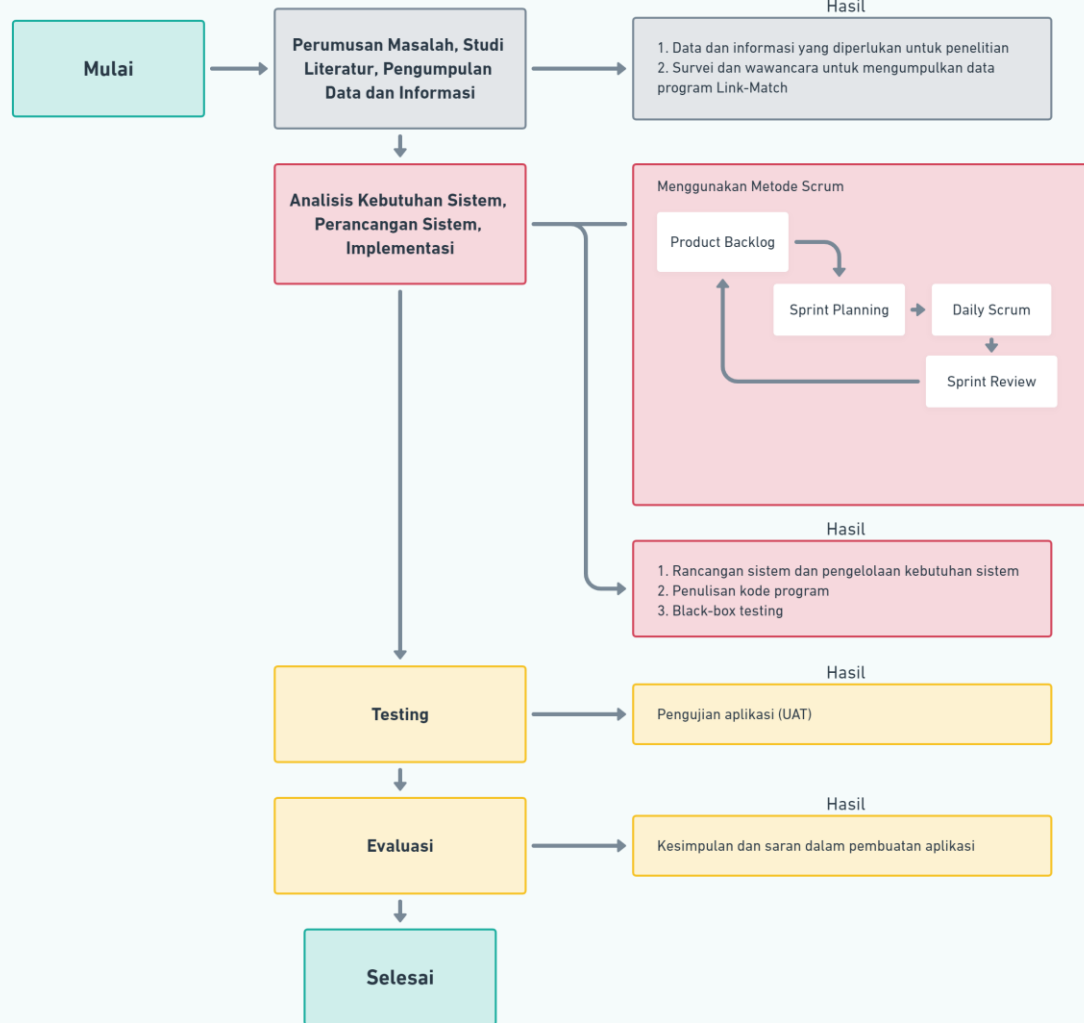 Hasil
Mulai
Perumusan Masalah, Studi
Literatur, Pengumpulan
Data dan Informasi
1. Data dan informasi yang diperlukan untuk penelitian
2. Survei dan wawancara untuk mengumpulkan data
program Link-Match
Analisis Kebutuhan Sistem,
Perancangan Sistem,
Implementasi
Menggunakan Metode Scrum
Product Backlog
Sprint Planning
Daily Scrum
Sprint Review
Hasil
1. Rancangan sistem dan pengelolaan kebutuhan sistem
2. Penulisan kode program
3. Black-box testing
Testing
Hasil
Pengujian aplikasi (UAT)
Evaluasi
Hasil
Kesimpulan dan saran dalam pembuatan aplikasi
Selesai